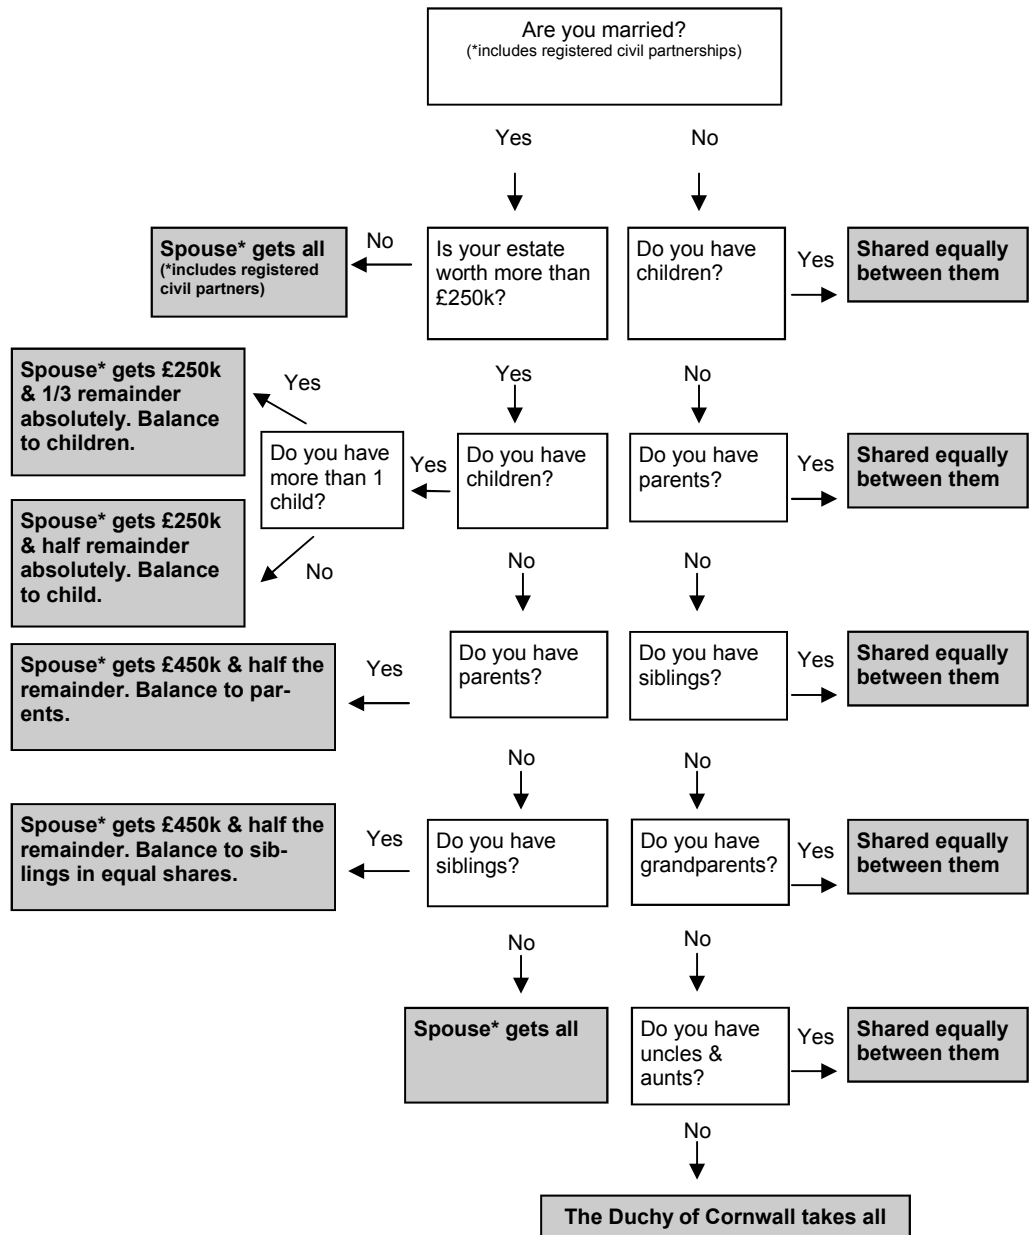 Are you married?
(*includes registered civil partnerships)
Yes
No
Spouse* gets all
(*includes registered
civil partners)
No
Is your estate
worth more than
£250k?
Do you have
children?
Yes
Shared equally
between them
Spouse* gets £250k
& 1/3 remainder
absolutely. Balance
to children.
Yes
Yes
No
Do you have
more than 1
child?
Yes
Do you have
children?
Do you have
parents?
Yes
Shared equally
between them
Spouse* gets £250k
& half remainder
absolutely. Balance
to child.
No
No
No
Spouse* gets £450k & half the
remainder. Balance to par-
ents.
Yes
Do you have
parents?
Do you have
siblings?
Yes
Shared equally
between them
No
No
Spouse* gets £450k & half the
remainder. Balance to sib-
lings in equal shares.
Yes
Do you have
siblings?
Do you have
grandparents?
Yes
Shared equally
between them
No
No
Spouse* gets all
Do you have
uncles &
aunts?
Yes
Shared equally
between them
No
The Duchy of Cornwall takes all